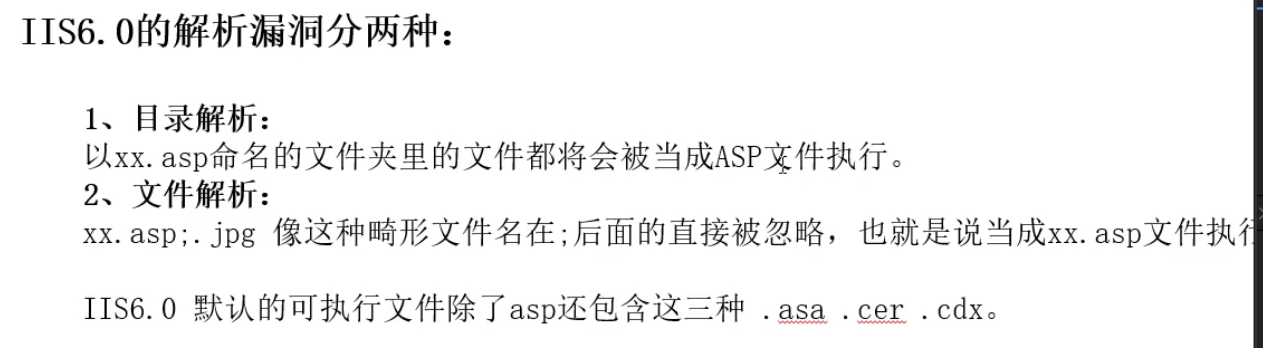 IIS6.0的解析漏洞分两种：
1、目录解析：
以xx.asp命名的文件夹里的文件都将会被当成ASP文件执行。
2、文件解析：
xx.asp;.jpg 像这种畸形文件名在;后面的直接被忽略，也就是说当成xx.asp文件执行
IIS6.0 默认的可执行文件除了asp还包含这三种 .asa .cer .cdx。